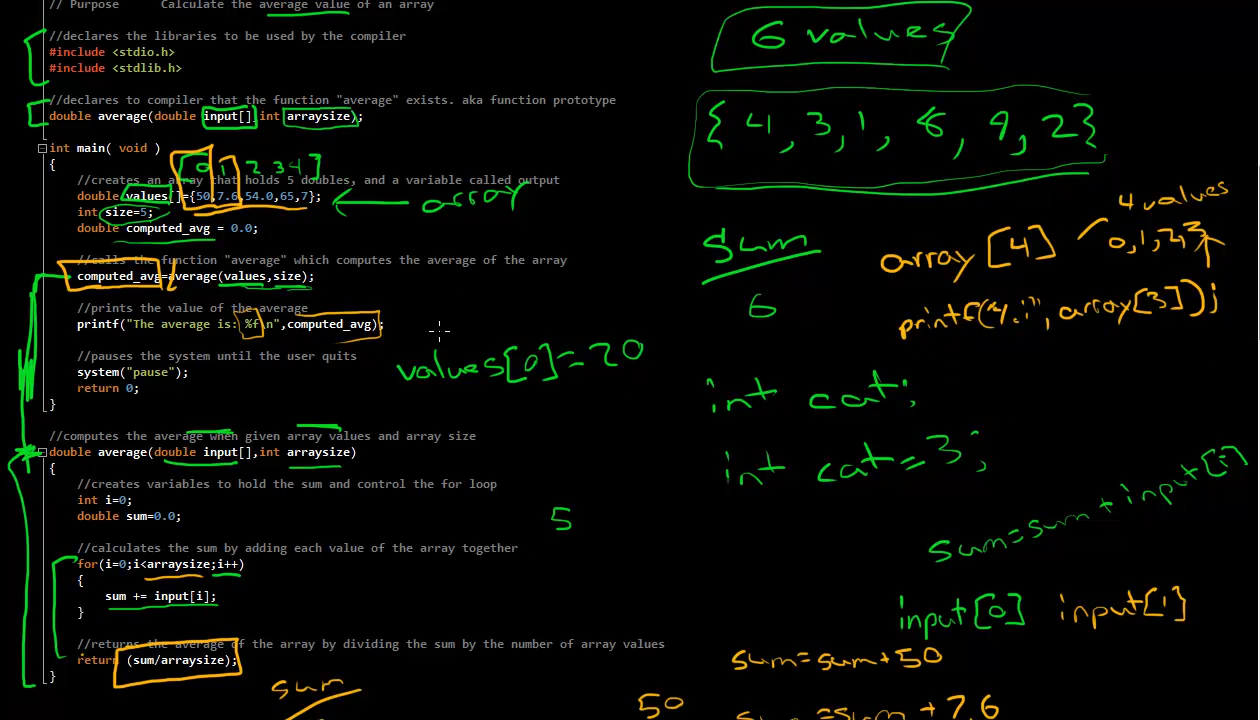 // Purpose     Calculate the average value of an array
//declares the libraries to be used by the compiler
#include <stdio.h>
#include <stdlib.h>
//declares to compiler that the function "average" exists. aka function prototype
double average(double input[],int arraysize);
int main( void )
{
0 1 2 3 4
//creates an array that holds 5 doubles, and a variable called output
double values[]={50,7.6,54.0,65,7};
int size=5;
double computed_avg = 0.0;
//calls the function "average" which computes the average of the array
computed_avg=average(values,size);
//prints the value of the average
printf("The average is: %f\n",computed_avg);
//pauses the system until the user quits
system("pause");
return 0;
}
//computes the average when given array values and array size
double average(double input[],int arraysize)
{
//creates variables to hold the sum and control the for loop
int i=0;
double sum=0.0;
//calculates the sum by adding each value of the array together
for(i=0;i<arraysize;i++)
{
sum += input[i];
}
//returns the average of the array by dividing the sum by the number of array values
return (sum/arraysize);
}
sum
array
values[0]=20
5
6 values
{4,3,1,8,9,2}
sum
6
4 values
array [4]
0,1,2,3
printf("%i", array[3]);
int cat;
int cat=3;
sum=sum+input[i]
input[0] input[1]
sum=sum+50
50
sum=sum+7.6